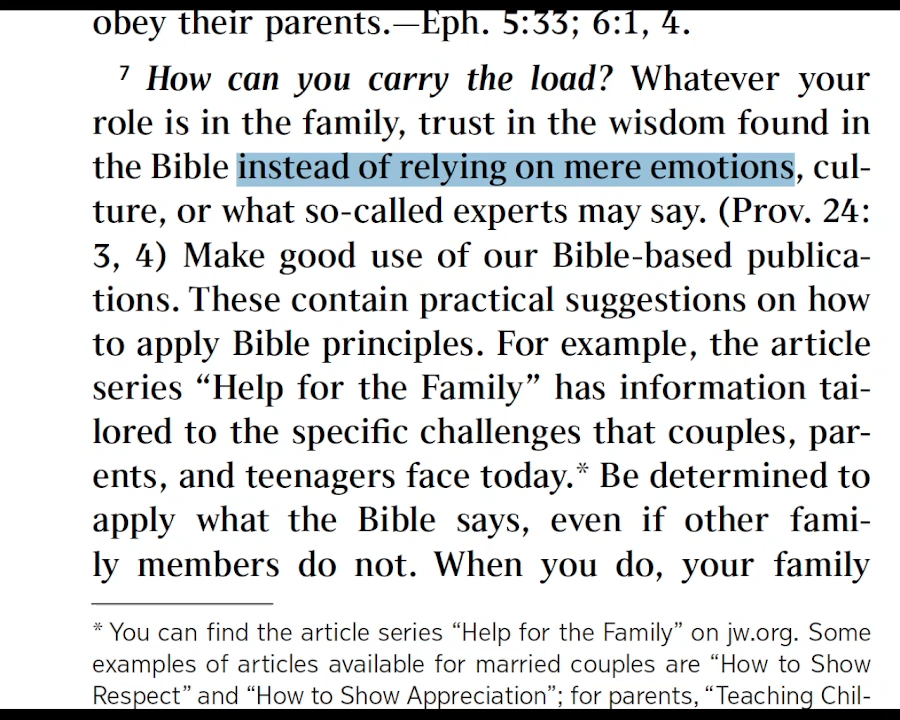 obey their parents.—Eph. 5:33; 6:1, 4.
7 How can you carry the load? Whatever your
role is in the family, trust in the wisdom found in
the Bible instead of relying on mere emotions, cul-
ture, or what so-called experts may say. (Prov. 24:
3, 4) Make good use of our Bible-based publica-
tions. These contain practical suggestions on how
to apply Bible principles. For example, the article
series “Help for the Family” has information tai-
lored to the specific challenges that couples, par-
ents, and teenagers face today.* Be determined to
apply what the Bible says, even if other fami-
ly members do not. When you do, your family
* You can find the article series “Help for the Family” on jw.org. Some
examples of articles available for married couples are “How to Show
Respect” and “How to Show Appreciation”; for parents, “Teaching Chil-